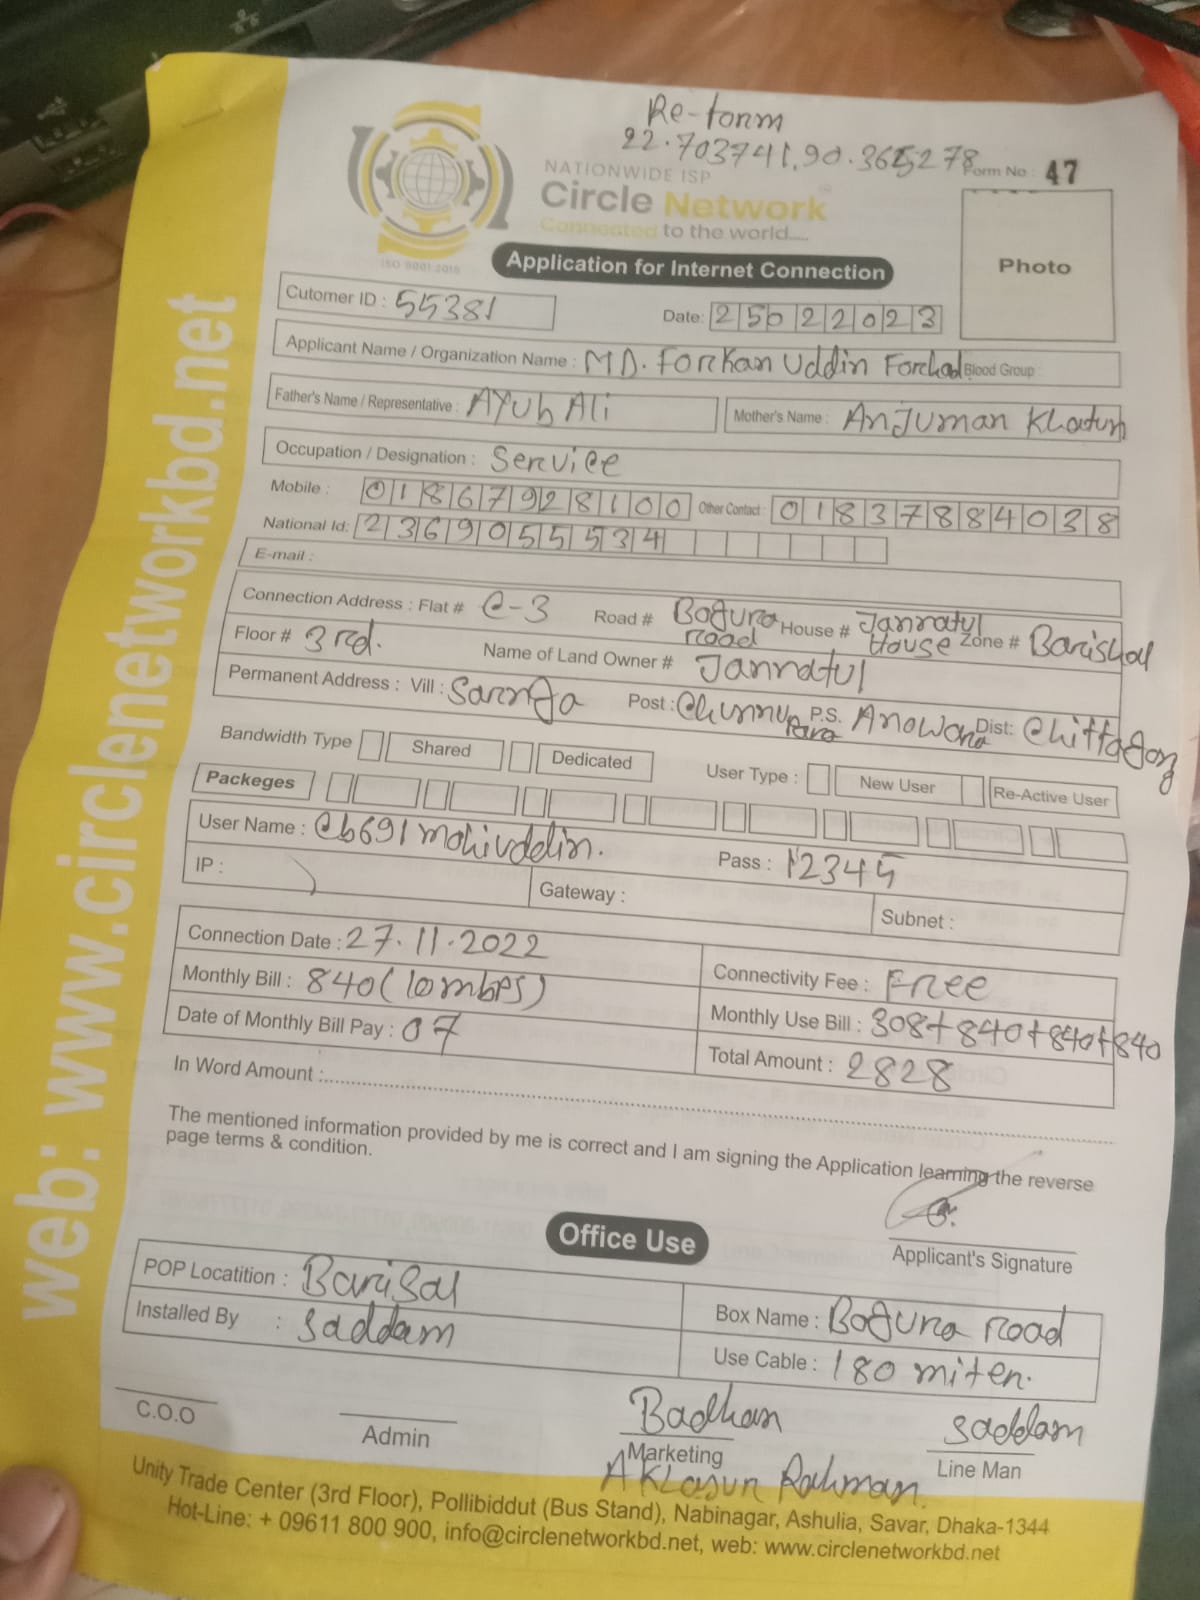 Re-form
22.703741,90.365278
Form No : 47
NATIONWIDE ISP
Circle Network
Connected to the world.....
ISO 9001:2015
Photo
Application for Internet Connection
Cutomer ID : 55381
Date: 25022023
Applicant Name / Organization Name : MD. Forkan Uddin Forhad Blood Group :
Father's Name / Representative : AYub Ali Mother's Name : AnJuman Khatun
Occupation / Designation : Service
Mobile : 01867928100 Other Contact : 01837884038
National Id: 2369055534
E-mail :
Connection Address : Flat # C-3 Road # Bogura road House # Jannatul House Zone # Barishal
Floor # 3rd. Name of Land Owner # Jannatul
Permanent Address : Vill : Post : Chunnu Para P.S. Anowara Dist: Chittagong
Bandwidth Type Shared Dedicated User Type : New User Re-Active User
Packeges
User Name : cb691mohiuddin. Pass : 12345
IP : Gateway : Subnet :
Connection Date : 27.11.2022 Connectivity Fee : Free
Monthly Bill : 840(10mbps) Monthly Use Bill : 308+840+840+840
Date of Monthly Bill Pay : 07 Total Amount : 2828
In Word Amount :
The mentioned information provided by me is correct and I am signing the Application learning the reverse
page terms & condition.
Applicant's Signature
Office Use
POP Locatition : Barisal Box Name : Bogura road
Installed By : Saddam Use Cable : 180 miter.
Badhan Saddam
C.O.O Admin Marketing Line Man
AKLasur Rahman.
Unity Trade Center (3rd Floor), Pollibiddut (Bus Stand), Nabinagar, Ashulia, Savar, Dhaka-1344
Hot-Line: + 09611 800 900, info@circlenetworkbd.net, web: www.circlenetworkbd.net
web: www.circlenetworkbd.net